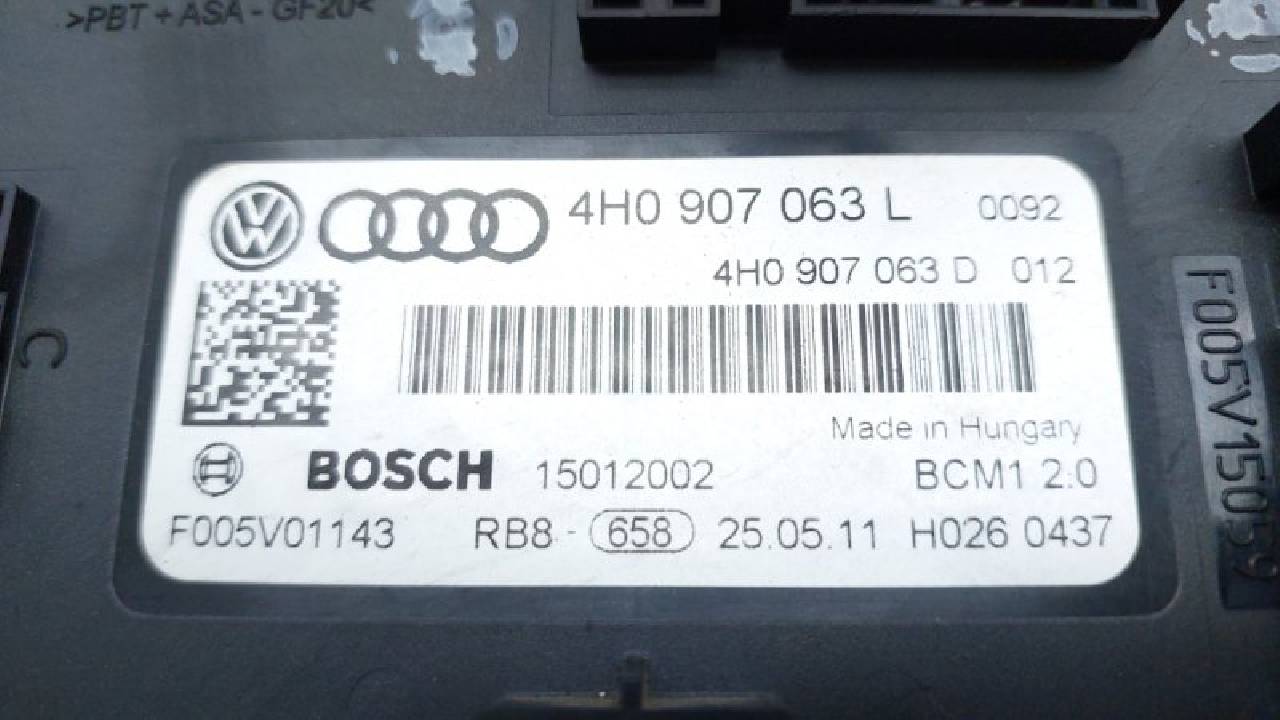 >PBT + ASA - GF20<
4H0 907 063 L 0092
4H0 907 063 D 012
Made in Hungary
BOSCH 15012002 BCM1 2.0
F005V01143 RB8 - 658 25.05.11 H026 0437
F005V15059
C